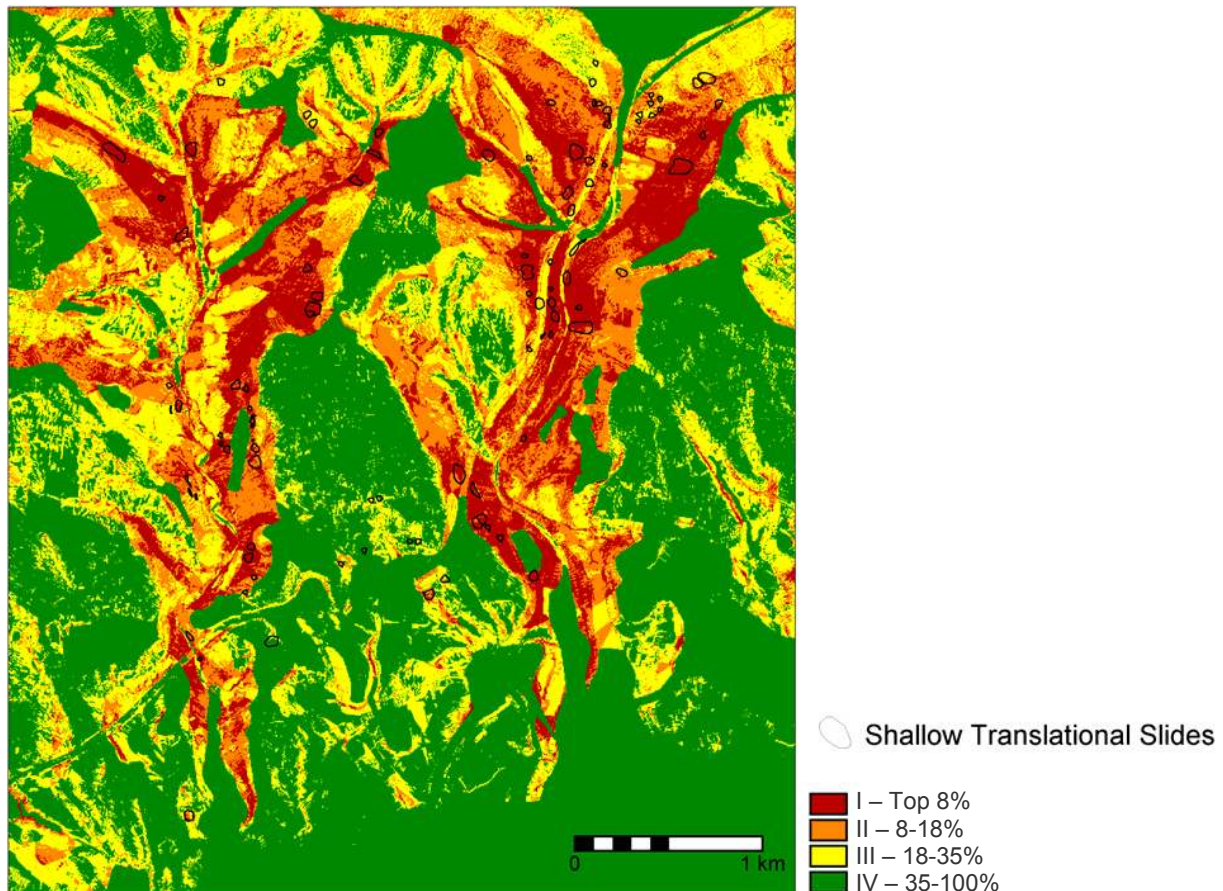 Shallow Translational Slides
I – Top 8%
II – 8-18%
III – 18-35%
IV – 35-100%
0 1 km